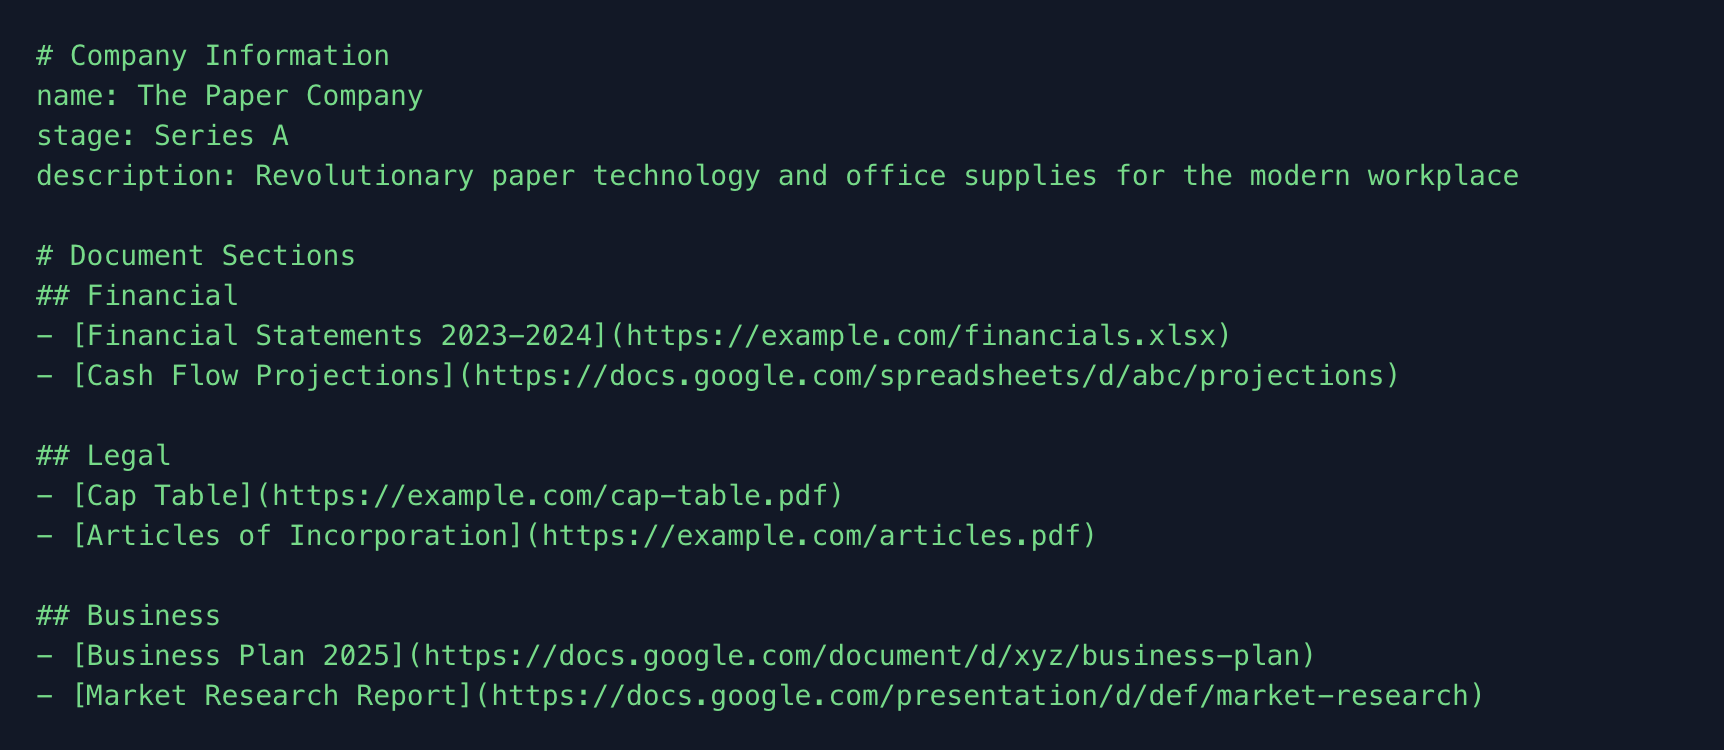 # Company Information
name: The Paper Company
stage: Series A
description: Revolutionary paper technology and office supplies for the modern workplace
# Document Sections
## Financial
- [Financial Statements 2023-2024](https://example.com/financials.xlsx)
- [Cash Flow Projections](https://docs.google.com/spreadsheets/d/abc/projections)
## Legal
- [Cap Table](https://example.com/cap-table.pdf)
- [Articles of Incorporation](https://example.com/articles.pdf)
## Business
- [Business Plan 2025](https://docs.google.com/document/d/xyz/business-plan)
- [Market Research Report](https://docs.google.com/presentation/d/def/market-research)